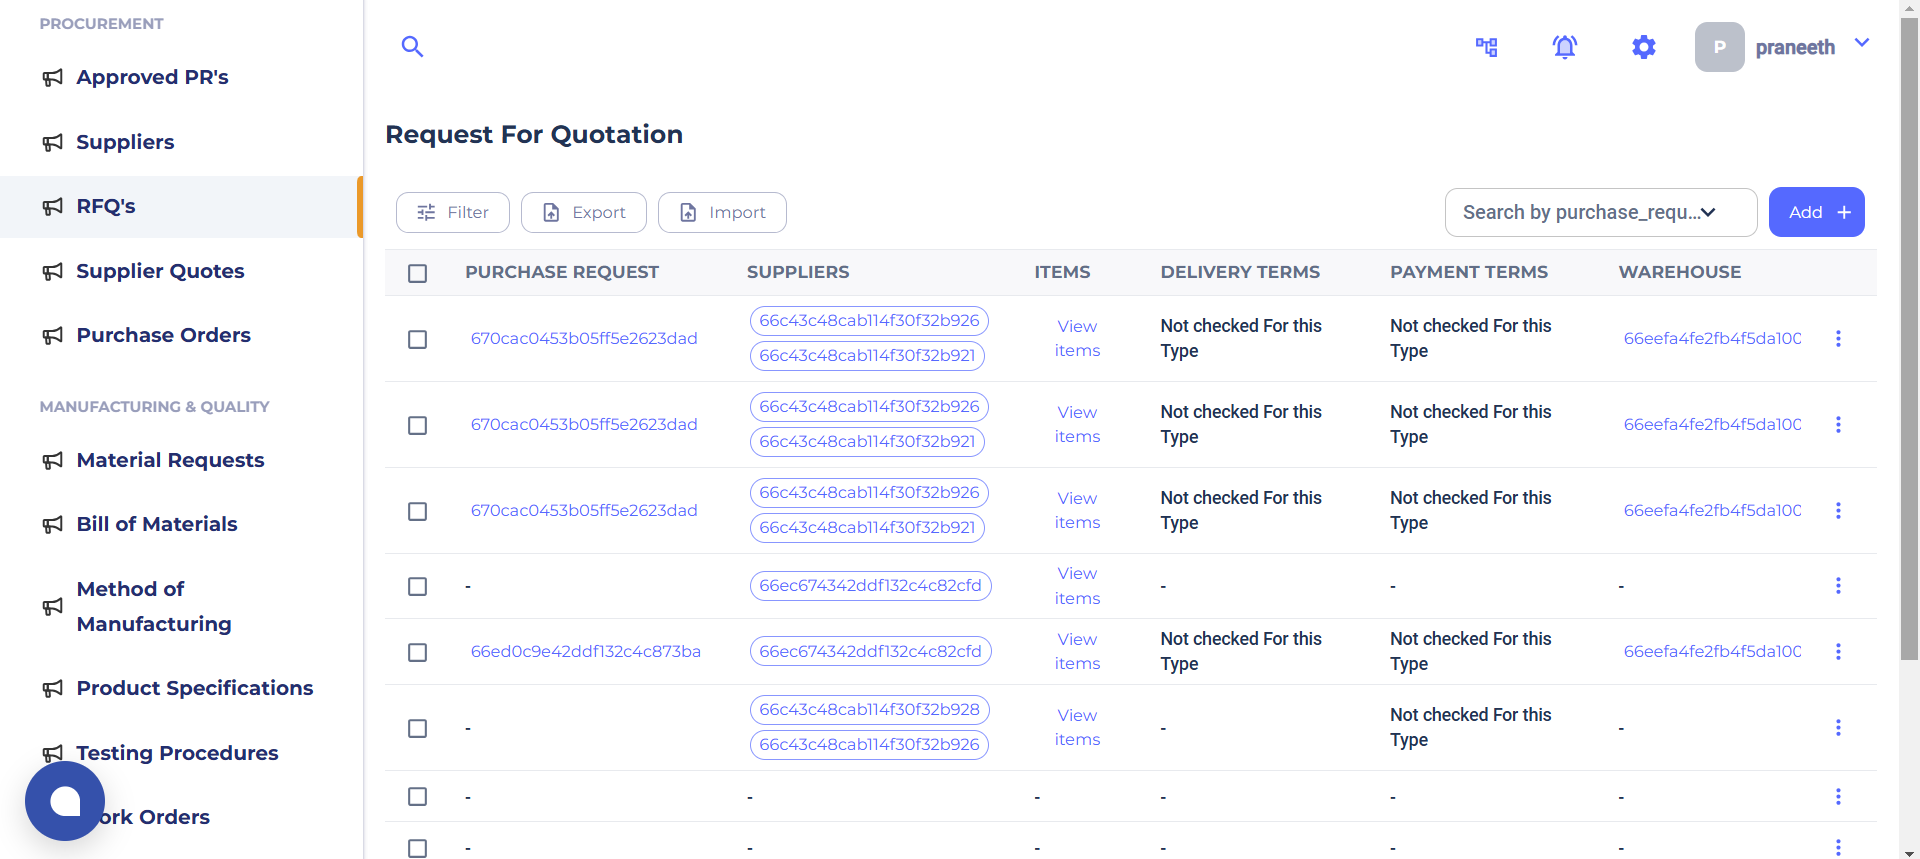 PROCUREMENT
Approved PR's
Suppliers
RFQ's
Supplier Quotes
Purchase Orders
MANUFACTURING & QUALITY
Material Requests
Bill of Materials
Method of
Manufacturing
Product Specifications
Testing Procedures
ork Orders
P
praneeth
Request For Quotation
Filter
Export
Import
Search by purchase_requ...
Add +
PURCHASE REQUEST SUPPLIERS ITEMS DELIVERY TERMS PAYMENT TERMS WAREHOUSE
670cac0453b05ff5e2623dad
66c43c48cab114f30f32b926
66c43c48cab114f30f32b921
View
items
Not checked For this
Type
Not checked For this
Type
66eefa4fe2fb4f5da100
670cac0453b05ff5e2623dad
66c43c48cab114f30f32b926
66c43c48cab114f30f32b921
View
items
Not checked For this
Type
Not checked For this
Type
66eefa4fe2fb4f5da100
670cac0453b05ff5e2623dad
66c43c48cab114f30f32b926
66c43c48cab114f30f32b921
View
items
Not checked For this
Type
Not checked For this
Type
66eefa4fe2fb4f5da100
-
66ec674342ddf132c4c82cfd
View
items
-
-
-
66ed0c9e42ddf132c4c873ba
66ec674342ddf132c4c82cfd
View
items
Not checked For this
Type
Not checked For this
Type
66eefa4fe2fb4f5da100
-
66c43c48cab114f30f32b928
66c43c48cab114f30f32b926
View
items
-
Not checked For this
Type
-
- - - - - -
- - - - - -